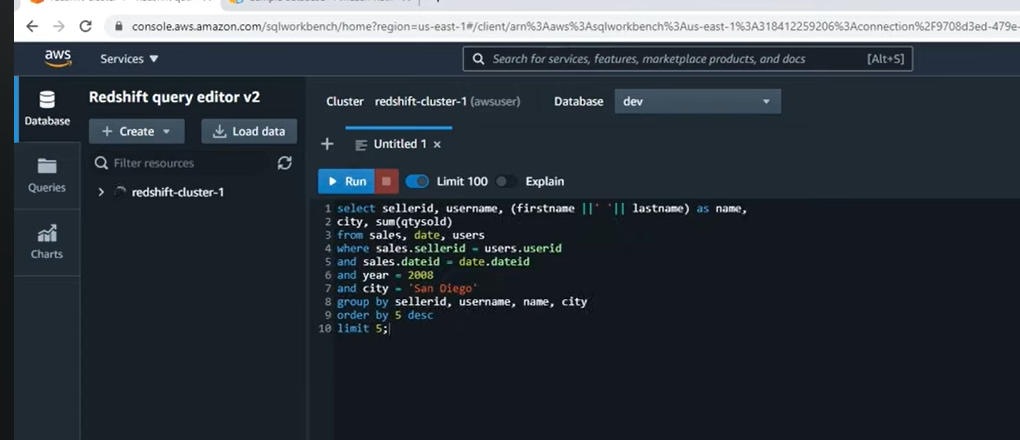 console.aws.amazon.com/sqlworkbench/home?region=us-east-1#/client/arn%3Aaws%3Asqlworkbench%3Aus-east-1%3A318412259206%3Aconnection%2F9708d3ed-479e-
aws
Services
Search for services, features, marketplace products, and docs
[Alt+S]
Database
Queries
Charts
Redshift query editor v2
+ Create
Load data
Filter resources
redshift-cluster-1
Cluster redshift-cluster-1 (awsuser)
Database dev
+ Untitled 1 ×
Run
Limit 100
Explain
1 select sellerid, username, (firstname ||' '|| lastname) as name,
2 city, sum(qtysold)
3 from sales, date, users
4 where sales.sellerid = users.userid
5 and sales.dateid = date.dateid
6 and year = 2008
7 and city = 'San Diego'
8 group by sellerid, username, name, city
9 order by 5 desc
10 limit 5;